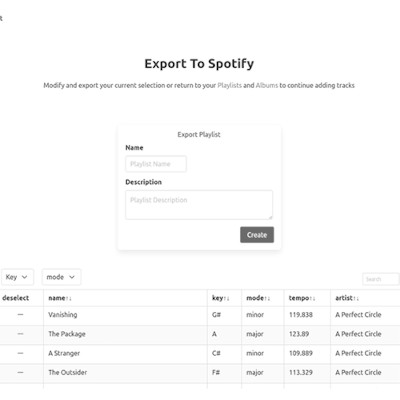 t
Export To Spotify
Modify and export your current selection or return to your Playlists and Albums to continue adding tracks
Export Playlist
Name
Playlist Name
Description
Playlist Description
Create
Key mode Search
deselect name↑↓ key↑↓ mode↑↓ tempo↑↓ artist↑↓
— Vanishing G# minor 119.838 A Perfect Circle
— The Package A major 123.89 A Perfect Circle
— A Stranger C# minor 109.889 A Perfect Circle
— The Outsider F# major 113.329 A Perfect Circle